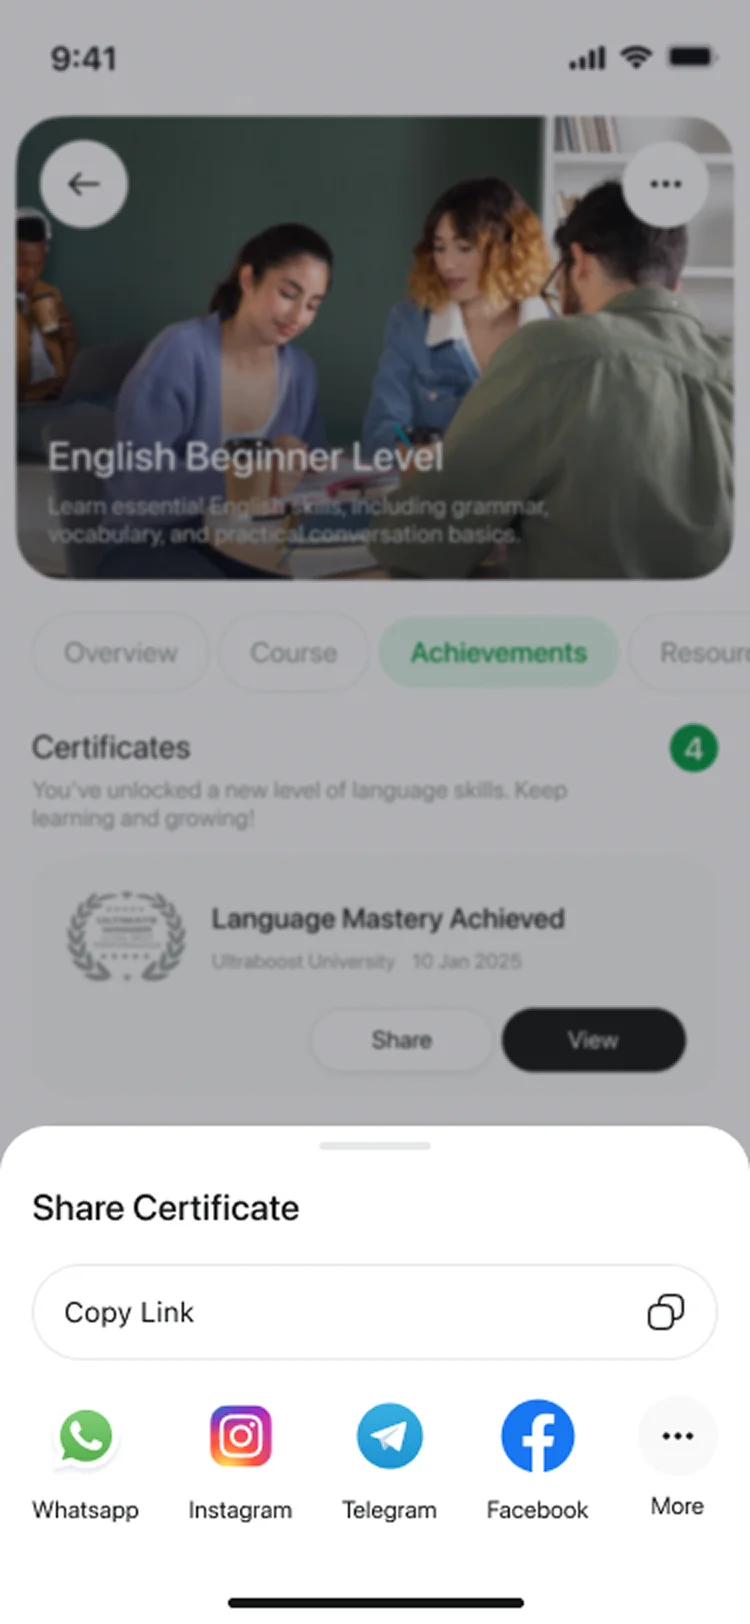 9:41
English Beginner Level
Learn essential English skills, including grammar,
vocabulary, and practical conversation basics.
Overview Course Achievements Resour
Certificates 4
You've unlocked a new level of language skills. Keep
learning and growing!
Language Mastery Achieved
Ultraboost University 10 Jan 2025
Share View
Share Certificate
Copy Link
Whatsapp Instagram Telegram Facebook More